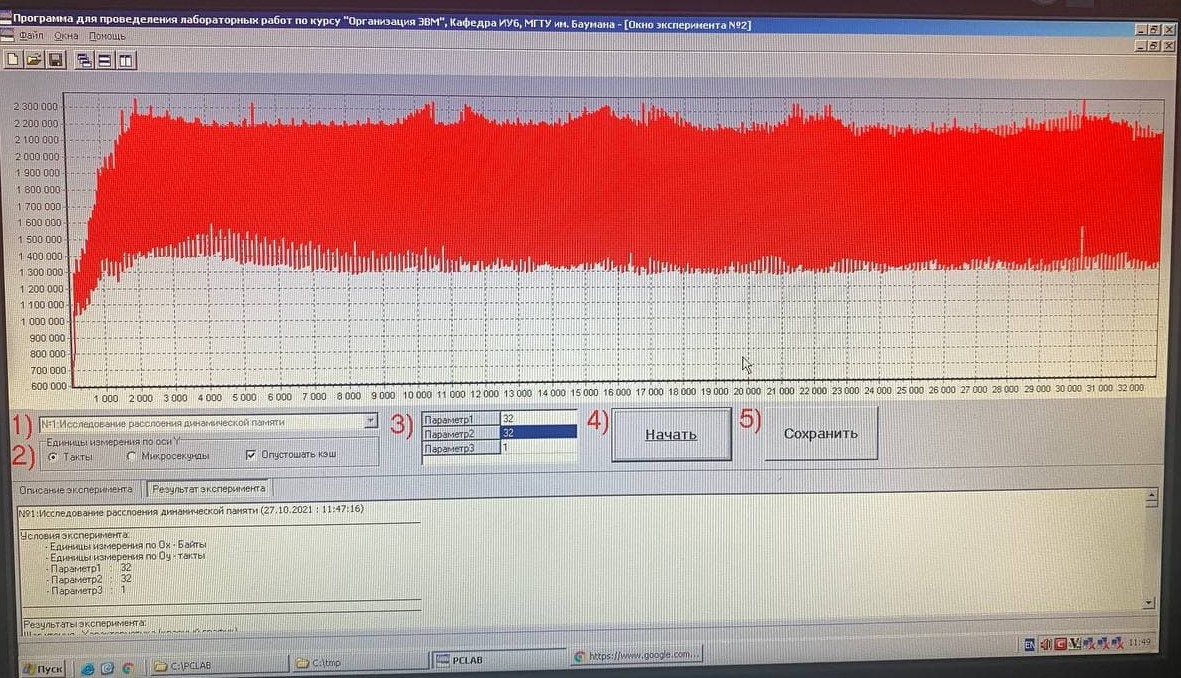 Программа для проведеления лабораторных работ по курсу "Организация ЭВМ", Кафедра ИУ6, МГТУ им. Баумана - [Окно эксперимента №2]
Файл Окна Помощь
2 300 000
2 200 000
2 100 000
2 000 000
1 900 000
1 800 000
1 700 000
1 600 000
1 500 000
1 400 000
1 300 000
1 200 000
1 100 000
1 000 000
900 000
800 000
700 000
600 000
1 000 2 000 3 000 4 000 5 000 6 000 7 000 8 000 9 000 10 000 11 000 12 000 13 000 14 000 15 000 16 000 17 000 18 000 19 000 20 000 21 000 22 000 23 000 24 000 25 000 26 000 27 000 28 000 29 000 30 000 31 000 32 000
1) №1:Исследование расслоения динамической памяти
2) Единицы измерения по оси Y
Такты Микросекунды Опустошать кэш
3) Параметр1 32
Параметр2 32
Параметр3 1
4) Начать
5) Сохранить
Описание эксперимента Результат эксперимента
№1:Исследование расслоения динамической памяти (27.10.2021 : 11:47:16)
Условия эксперимента:
- Единицы измерения по Ox - Байты
- Единицы измерения по Oy - такты
- Параметр1 : 32
- Параметр2 : 32
- Параметр3 : 1
Результаты эксперимента:
Пуск C:\PCLAB C:\tmp PCLAB https://www.google.com... EN 11:49